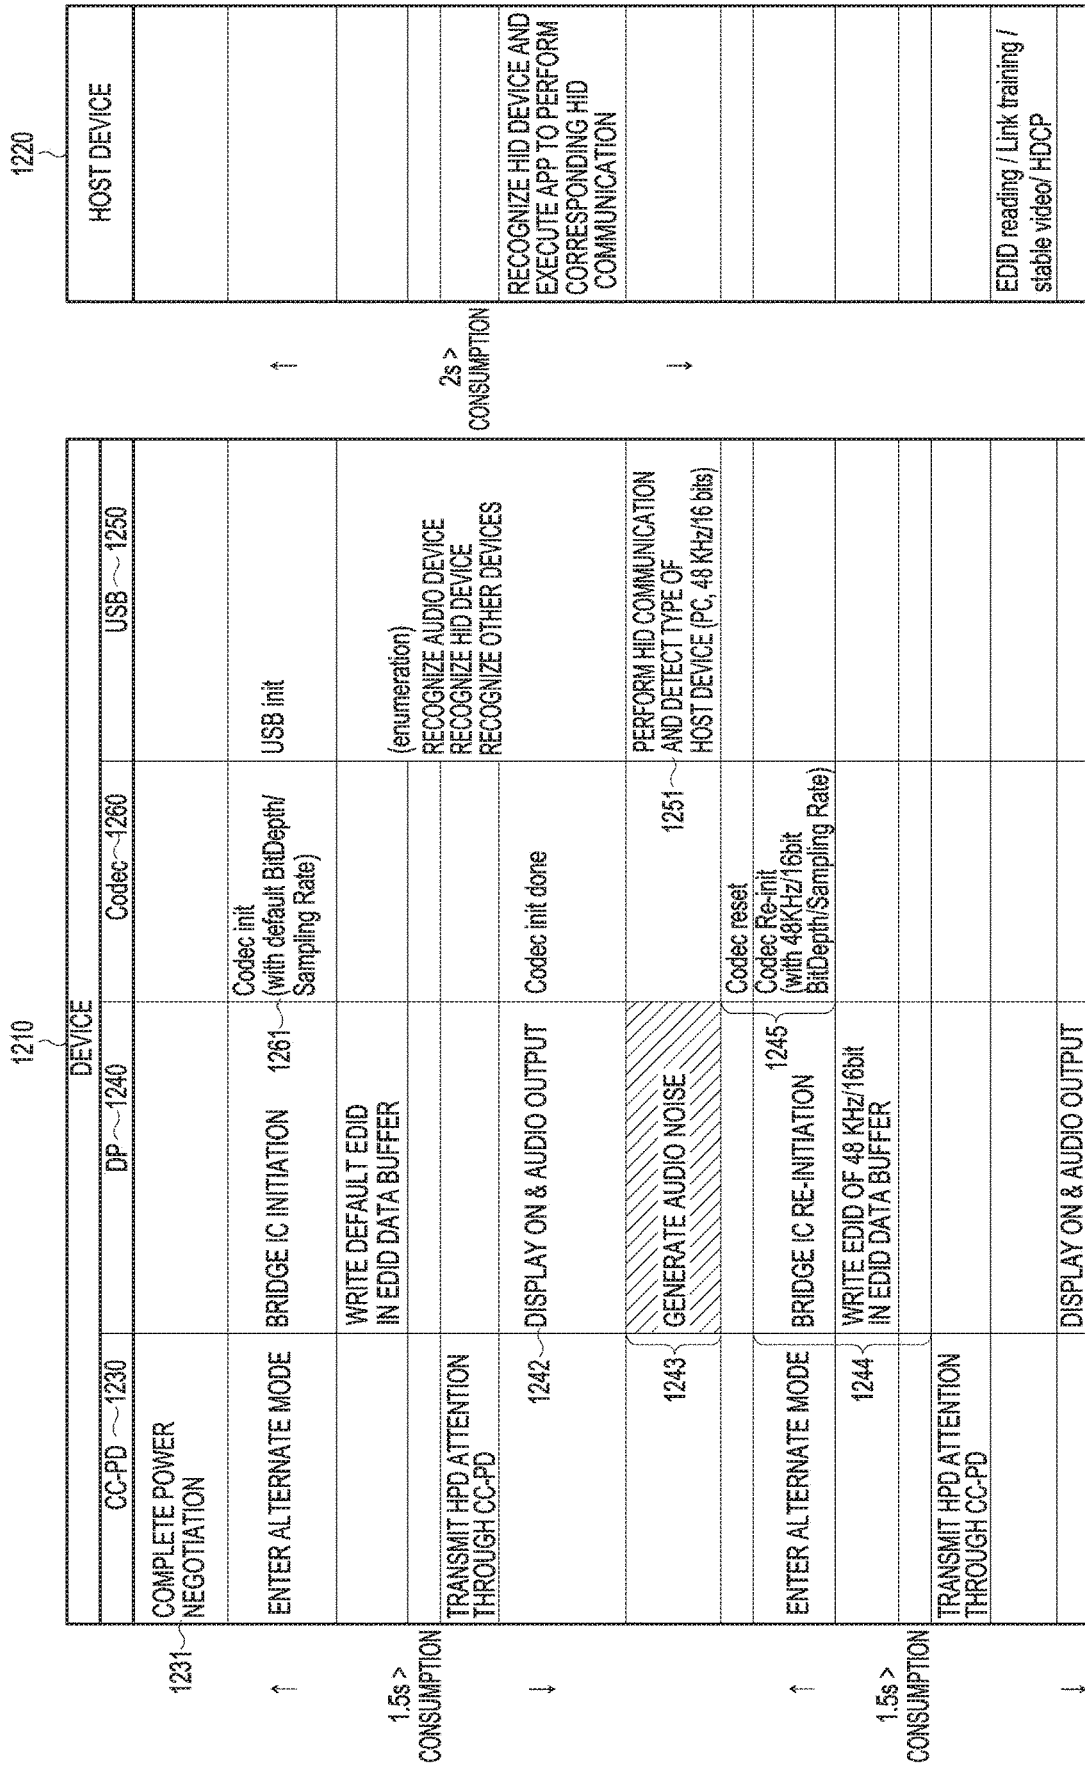 1210
DEVICE
CC-PD 1230
DP 1240
Codec 1260
USB 1250
1220
HOST DEVICE
COMPLETE POWER
NEGOTIATION
1231
ENTER ALTERNATE MODE
BRIDGE IC INITIATION
1261
Codec init
(with default BitDepth/
Sampling Rate)
USB init
1.5s >
CONSUMPTION
2s >
CONSUMPTION
WRITE DEFAULT EDID
IN EDID DATA BUFFER
(enumeration)
RECOGNIZE AUDIO DEVICE
RECOGNIZE HID DEVICE
RECOGNIZE OTHER DEVICES
TRANSMIT HPD ATTENTION
THROUGH CC-PD
1242
DISPLAY ON & AUDIO OUTPUT
Codec init done
RECOGNIZE HID DEVICE AND
EXECUTE APP TO PERFORM
CORRESPONDING HID
COMMUNICATION
1243
GENERATE AUDIO NOISE
1251
PERFORM HID COMMUNICATION
AND DETECT TYPE OF
HOST DEVICE (PC, 48 KHz/16 bits)
Codec reset
1245
Codec Re-init
(with 48KHz/16bit
BitDepth/Sampling Rate)
ENTER ALTERNATE MODE
BRIDGE IC RE-INITIATION
1244
WRITE EDID OF 48 KHz/16bit
IN EDID DATA BUFFER
1.5s >
CONSUMPTION
TRANSMIT HPD ATTENTION
THROUGH CC-PD
EDID reading / Link training /
stable video/ HDCP
DISPLAY ON & AUDIO OUTPUT